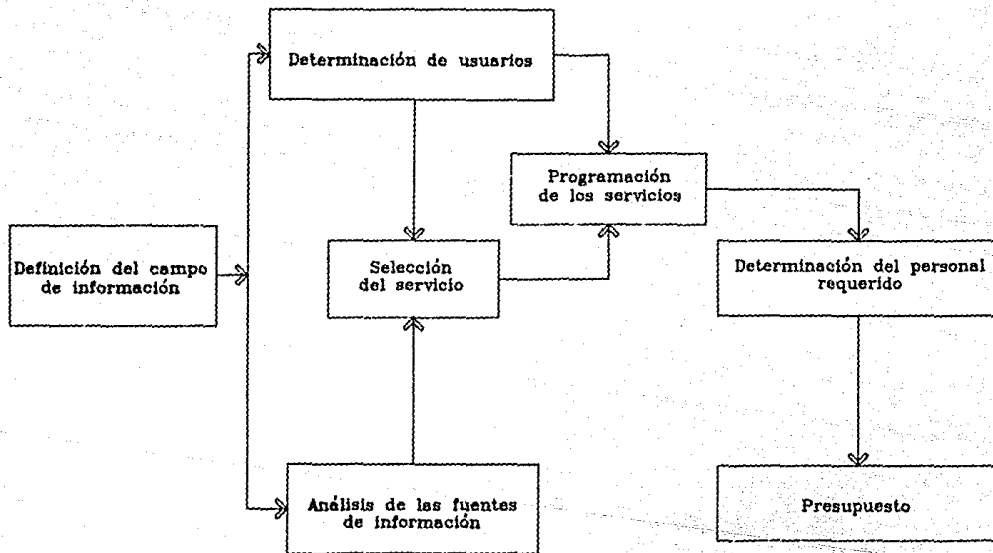 Determinación de usuarios
Programación
de los servicios
Definición del campo
de información
Selección
del servicio
Determinación del personal
requerido
Análisis de las fuentes
de información
Presupuesto